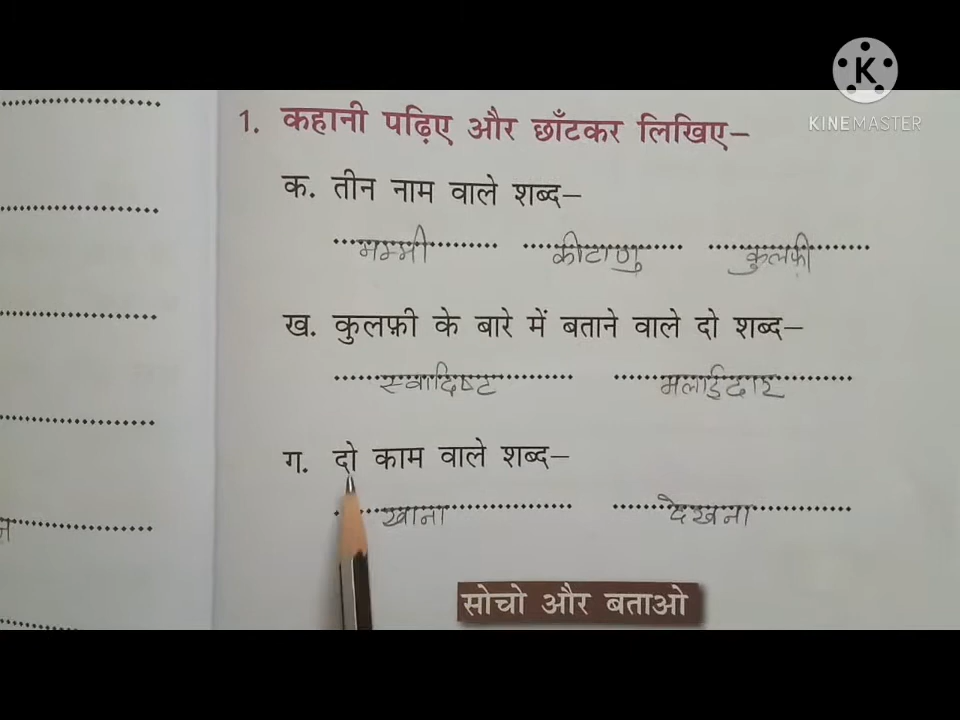 K
KINEMASTER
1. कहानी पढ़िए और छाँटकर लिखिए–
क. तीन नाम वाले शब्द–
मम्मी कीटाणु कुलफ़ी
ख. कुलफ़ी के बारे में बताने वाले दो शब्द–
स्वादिष्ट मलाईदार
ग. दो काम वाले शब्द–
खाना देखना
सोचो और बताओ